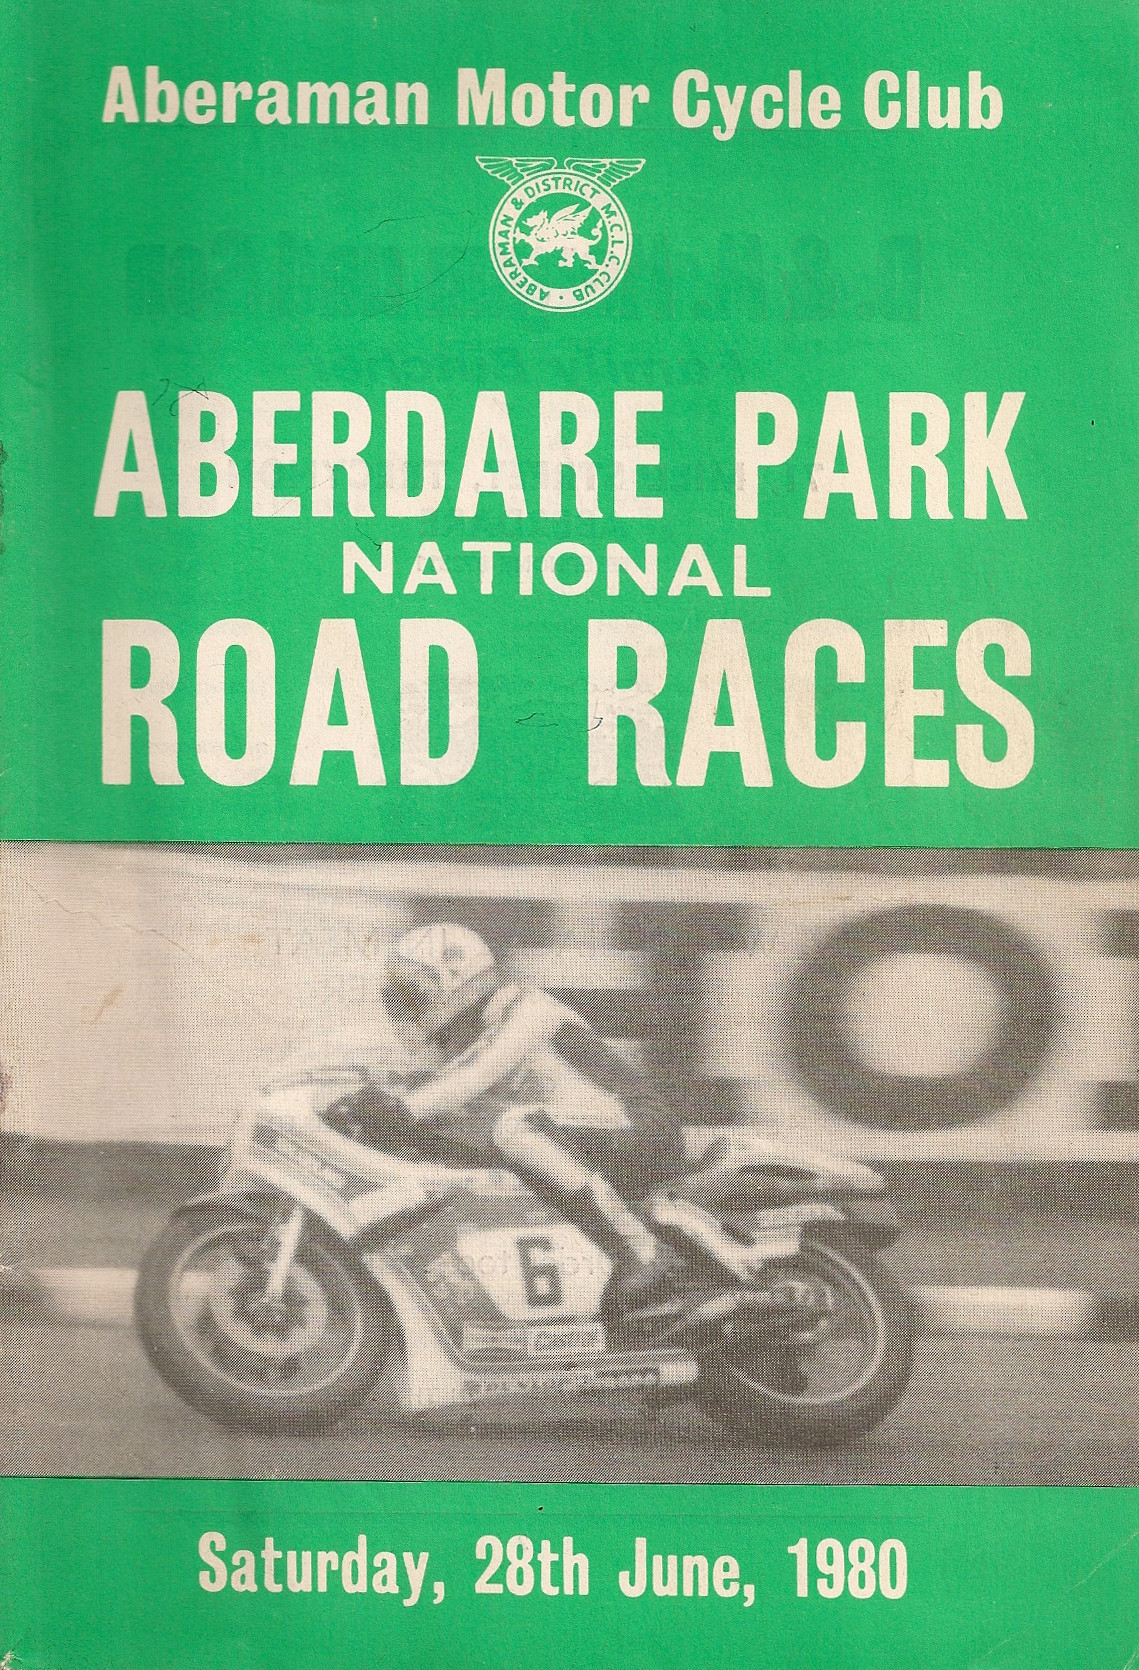 Aberaman Motor Cycle Club
ABERAMAN & DISTRICT M.C.L.C. CLUB
ABERDARE PARK
NATIONAL
ROAD RACES
6
Saturday, 28th June, 1980